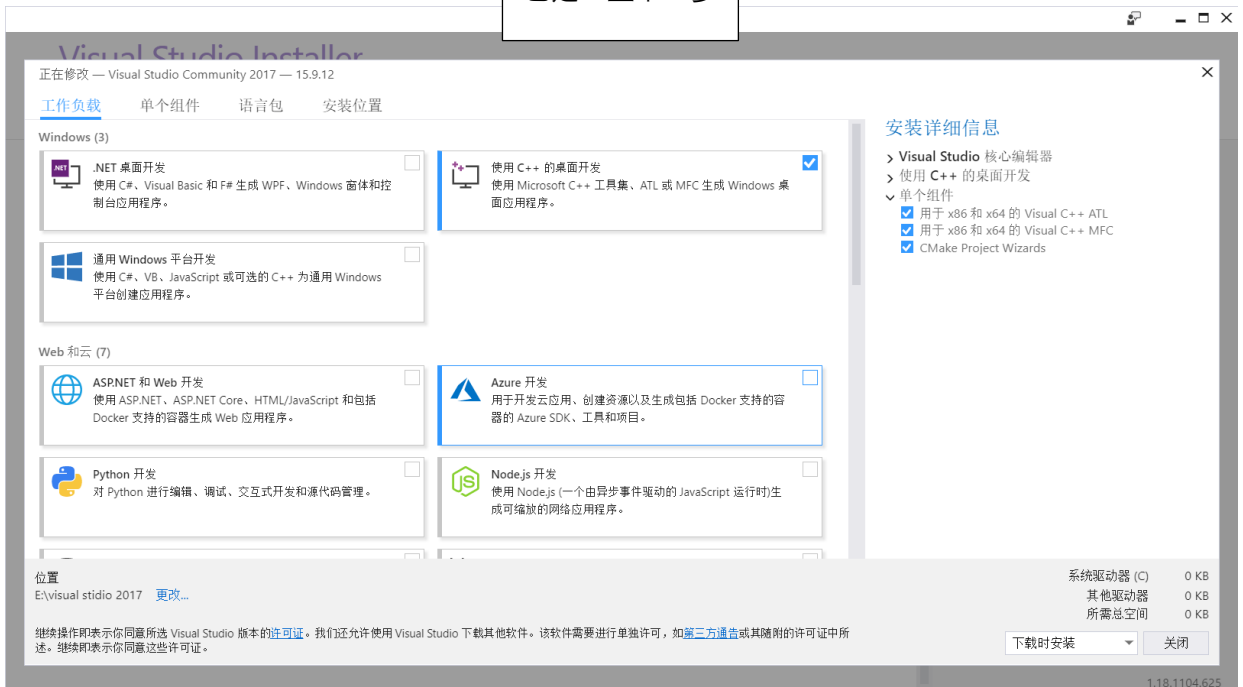 Visual Studio Installer
正在修改 — Visual Studio Community 2017 — 15.9.12
工作负载 单个组件 语言包 安装位置
Windows (3)
.NET 桌面开发
使用 C#、Visual Basic 和 F# 生成 WPF、Windows 窗体和控
制台应用程序。
使用 C++ 的桌面开发
使用 Microsoft C++ 工具集、ATL 或 MFC 生成 Windows 桌
面应用程序。
通用 Windows 平台开发
使用 C#、VB、JavaScript 或可选的 C++ 为通用 Windows
平台创建应用程序。
Web 和云 (7)
ASP.NET 和 Web 开发
使用 ASP.NET、ASP.NET Core、HTML/JavaScript 和包括
Docker 支持的容器生成 Web 应用程序。
Azure 开发
用于开发云应用、创建资源以及生成包括 Docker 支持的容
器的 Azure SDK、工具和项目。
Python 开发
对 Python 进行编辑、调试、交互式开发和源代码管理。
Node.js 开发
使用 Node.js (一个由异步事件驱动的 JavaScript 运行时)生
成可缩放的网络应用程序。
安装详细信息
Visual Studio 核心编辑器
使用 C++ 的桌面开发
单个组件
用于 x86 和 x64 的 Visual C++ ATL
用于 x86 和 x64 的 Visual C++ MFC
CMake Project Wizards
位置
E:\visual stidio 2017 更改...
继续操作即表示你同意所选 Visual Studio 版本的许可证。我们还允许使用 Visual Studio 下载其他软件。该软件需要进行单独许可，如第三方通告或其随附的许可证中所
述。继续即表示你同意这些许可证。
系统驱动器 (C) 0 KB
其他驱动器 0 KB
所需总空间 0 KB
下载时安装 关闭
1.18.1104.625